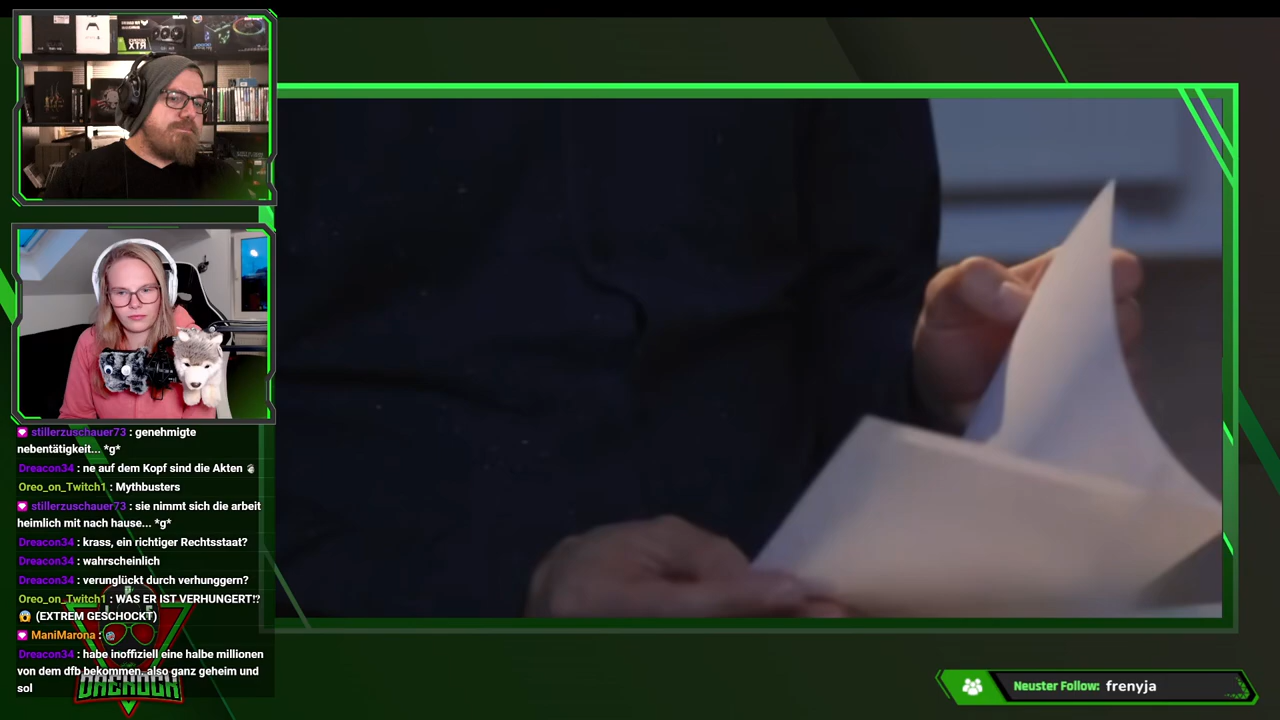 XTR
stillerzuschauer73 : genehmigte
nebentätigkeit... *g*
Dreacon34 : ne auf dem Kopf sind die Akten
Oreo_on_Twitch1 : Mythbusters
stillerzuschauer73 : sie nimmt sich die arbeit
heimlich mit nach hause... *g*
Dreacon34 : krass, ein richtiger Rechtsstaat?
Dreacon34 : wahrscheinlich
Dreacon34 : verunglückt durch verhunggern?
Oreo_on_Twitch1 : WAS ER IST VERHUNGERT!?
😱 (EXTREM GESCHOCKT)
ManiMarona :
Dreacon34 : habe inoffiziell eine halbe millionen
von dem dfb bekommen, also ganz geheim und
sol
Neuster Follow: frenyja